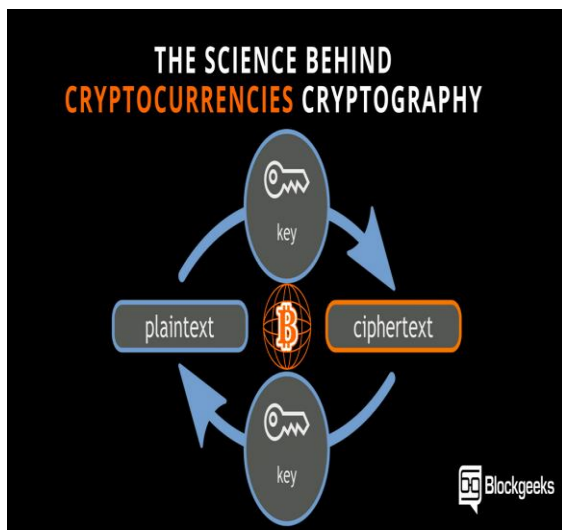 THE SCIENCE BEHIND
CRYPTOCURRENCIES CRYPTOGRAPHY
key
plaintext
ciphertext
key
Blockgeeks